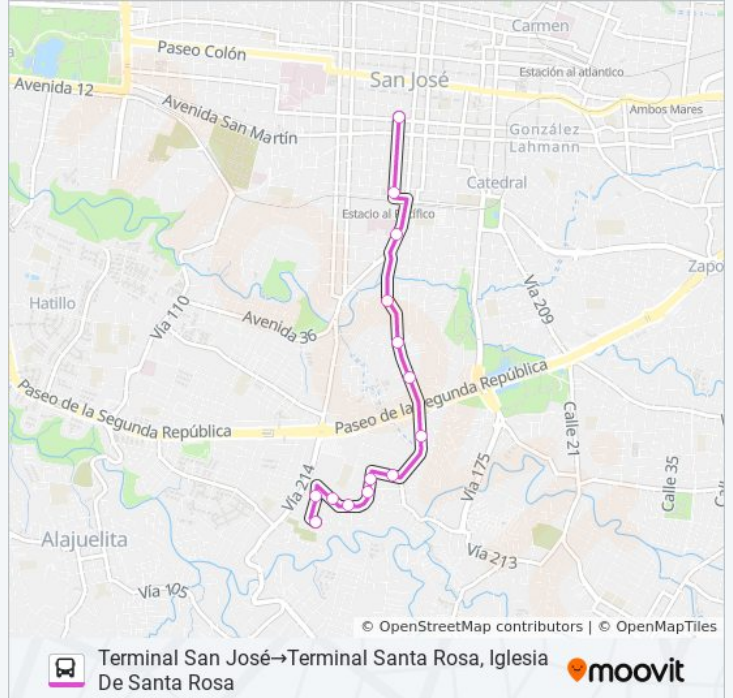 Carmen
Paseo Colón
Estación al atlantico
San José
Avenida 12
Ambos Mares
Avenida San Martín
González
Lahmann
Catedral
Estacio al
ífico
Zapo
Vía 209
Hatillo
Vía 110
Avenida 36
Paseo de la Segunda República
Paseo de la Segunda República
Calle 21
Vía 214
Vía 175
Calle 35
Alajuelita
Vía 213
Vía 105
© OpenStreetMap contributors | © OpenMapTiles
Terminal San José→Terminal Santa Rosa, Iglesia
De Santa Rosa
moovit